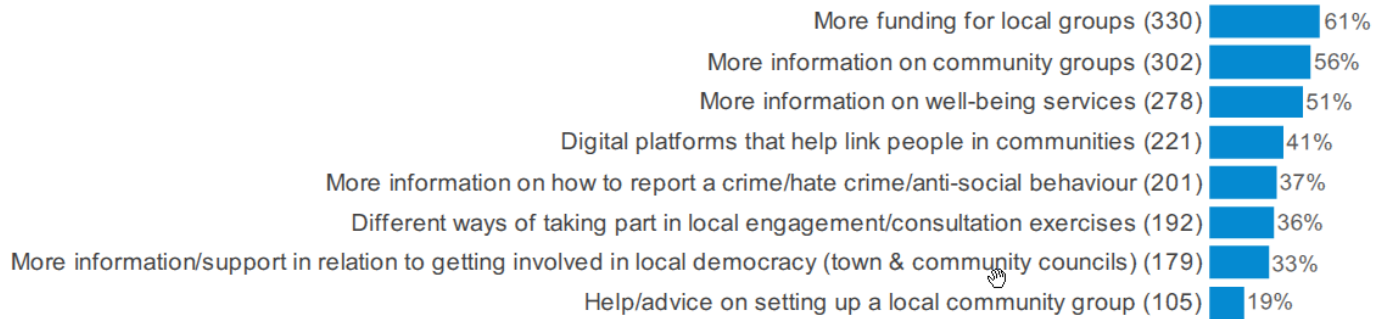 More funding for local groups (330) 61%
More information on community groups (302) 56%
More information on well-being services (278) 51%
Digital platforms that help link people in communities (221) 41%
More information on how to report a crime/hate crime/anti-social behaviour (201) 37%
Different ways of taking part in local engagement/consultation exercises (192) 36%
More information/support in relation to getting involved in local democracy (town & community councils) (179) 33%
Help/advice on setting up a local community group (105) 19%